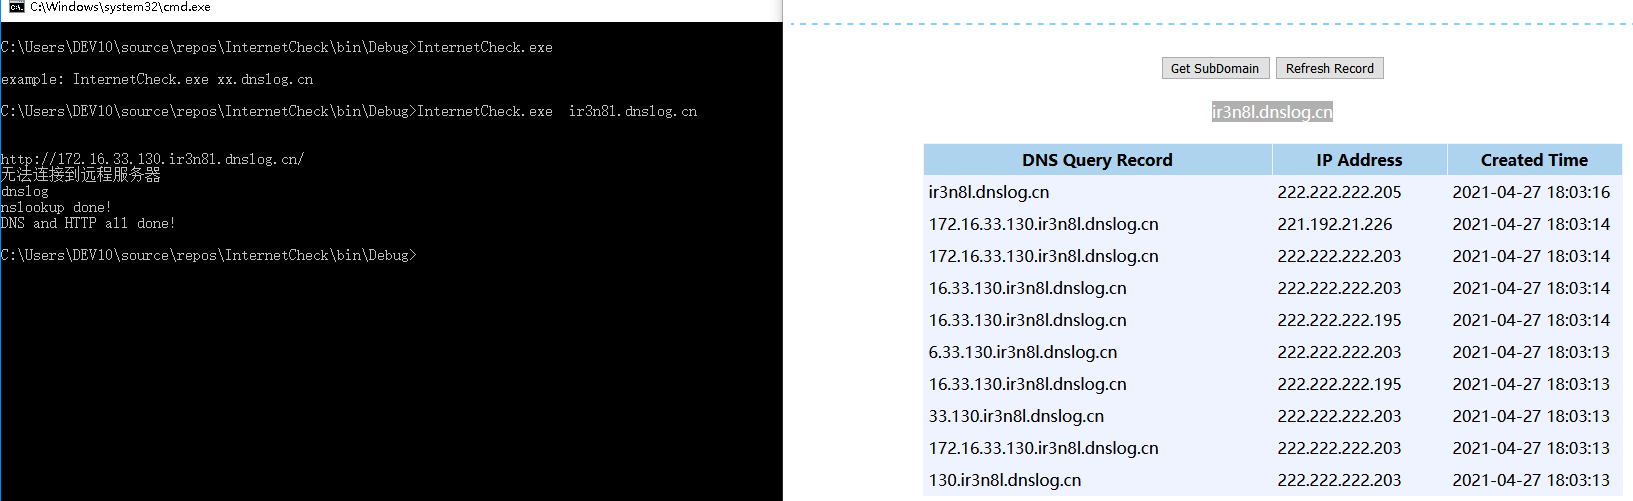 C:\Windows\system32\cmd.exe
C:\Users\DEV10\source\repos\InternetCheck\bin\Debug>InternetCheck.exe
example: InternetCheck.exe xx.dnslog.cn
C:\Users\DEV10\source\repos\InternetCheck\bin\Debug>InternetCheck.exe  ir3n8l.dnslog.cn
http://172.16.33.130.ir3n8l.dnslog.cn/
无法连接到远程服务器
dnslog
nslookup done!
DNS and HTTP all done!
C:\Users\DEV10\source\repos\InternetCheck\bin\Debug>
Get SubDomain Refresh Record
ir3n8l.dnslog.cn
DNS Query Record IP Address Created Time
ir3n8l.dnslog.cn 222.222.222.205 2021-04-27 18:03:16
172.16.33.130.ir3n8l.dnslog.cn 221.192.21.226 2021-04-27 18:03:14
172.16.33.130.ir3n8l.dnslog.cn 222.222.222.203 2021-04-27 18:03:14
16.33.130.ir3n8l.dnslog.cn 222.222.222.203 2021-04-27 18:03:14
16.33.130.ir3n8l.dnslog.cn 222.222.222.195 2021-04-27 18:03:14
6.33.130.ir3n8l.dnslog.cn 222.222.222.203 2021-04-27 18:03:13
16.33.130.ir3n8l.dnslog.cn 222.222.222.195 2021-04-27 18:03:13
33.130.ir3n8l.dnslog.cn 222.222.222.203 2021-04-27 18:03:13
172.16.33.130.ir3n8l.dnslog.cn 222.222.222.203 2021-04-27 18:03:13
130.ir3n8l.dnslog.cn 222.222.222.203 2021-04-27 18:03:13